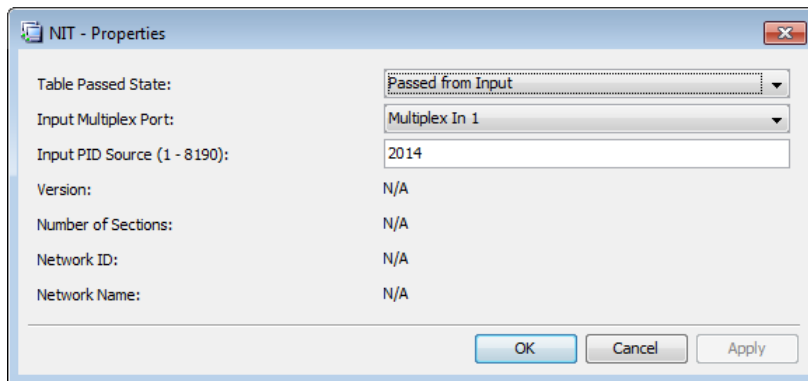 NIT - Properties
Table Passed State: Passed from Input
Input Multiplex Port: Multiplex In 1
Input PID Source (1 - 8190): 2014
Version: N/A
Number of Sections: N/A
Network ID: N/A
Network Name: N/A
OK Cancel Apply